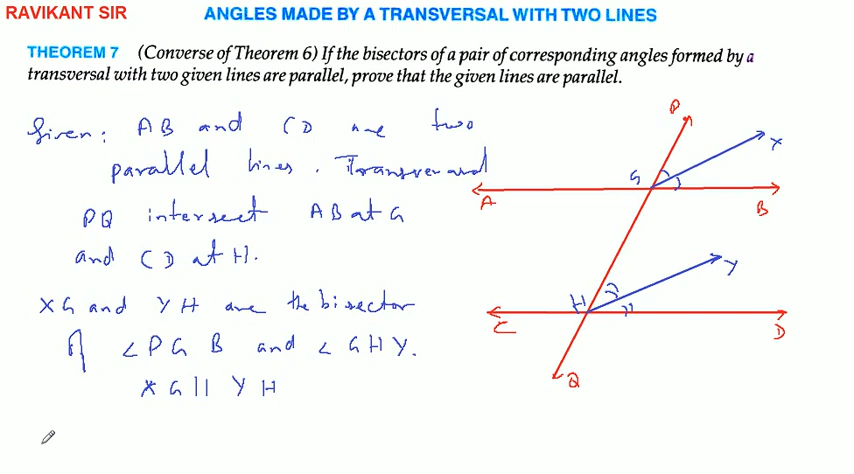 RAVIKANT SIR
ANGLES MADE BY A TRANSVERSAL WITH TWO LINES
THEOREM 7 (Converse of Theorem 6) If the bisectors of a pair of corresponding angles formed by a
transversal with two given lines are parallel, prove that the given lines are parallel.
Given: AB and CD are two
parallel lines. Transversal
PQ intersect AB at G
and CD at H.
XG and YH are the bisector
of ∠PGB and ∠GHY.
XG || YH
P
X
G
A
B
Y
H
C
D
Q